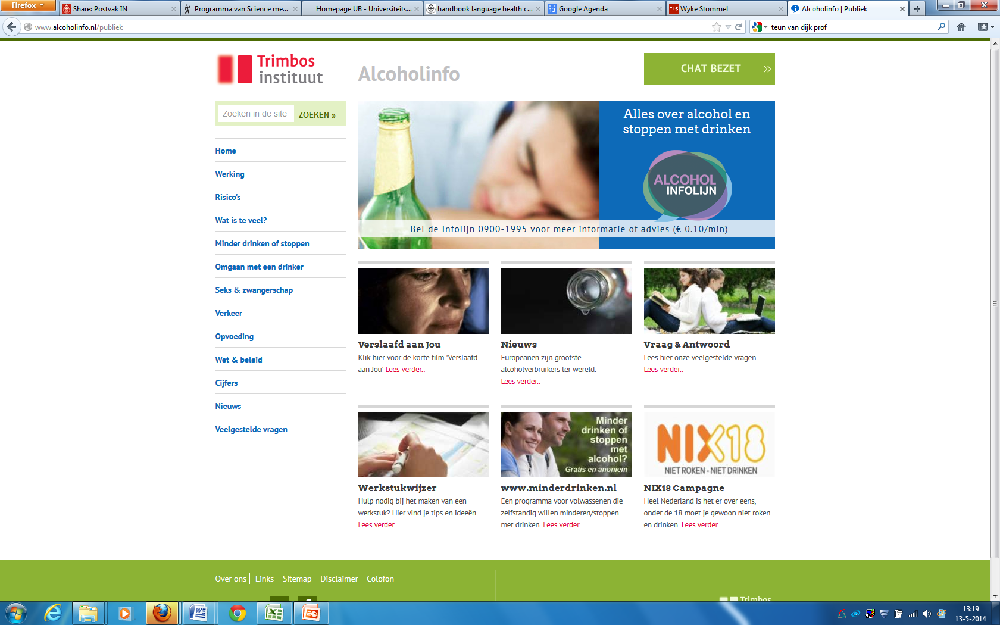 Firefox
Share: Postvak IN
Programma van Science me...
Homepage UB - Universiteits...
handbook language health c...
13
Google Agenda
CLS
Wyke Stommel
Alcoholinfo | Publiek
www.alcoholinfo.nl/publiek
teun van dijk prof
Trimbos
instituut
Alcoholinfo
CHAT BEZET
Zoeken in de site
ZOEKEN »
Home
Werking
Risico's
Wat is te veel?
Minder drinken of stoppen
Omgaan met een drinker
Seks & zwangerschap
Verkeer
Opvoeding
Wet & beleid
Cijfers
Nieuws
Veelgestelde vragen
Alles over alcohol en
stoppen met drinken
ALCOHOL
INFOLIJN
Bel de Infolijn 0900-1995 voor meer informatie of advies (€ 0.10/min)
Verslaafd aan Jou
Klik hier voor de korte film 'Verslaafd
aan Jou' Lees verder..
Nieuws
Europeanen zijn grootste
alcoholverbruikers ter wereld.
Lees verder..
Vraag & Antwoord
Lees hier onze veelgestelde vragen.
Lees verder..
Werkstukwijzer
Hulp nodig bij het maken van een
werkstuk? Hier vind je tips en ideeën.
Lees verder..
Minder
drinken of
stoppen
met
alcohol?
Gratis en anoniem
www.minderdrinken.nl
Een programma voor volwassenen die
zelfstandig willen minderen/stoppen
met drinken. Lees verder..
NIX18
NIET ROKEN - NIET DRINKEN
NIX18 Campagne
Heel Nederland is het er over eens,
onder de 18 moet je gewoon niet roken
en drinken. Lees verder..
Over ons | Links | Sitemap | Disclaimer | Colofon
Trimbos
13:19
13-5-2014